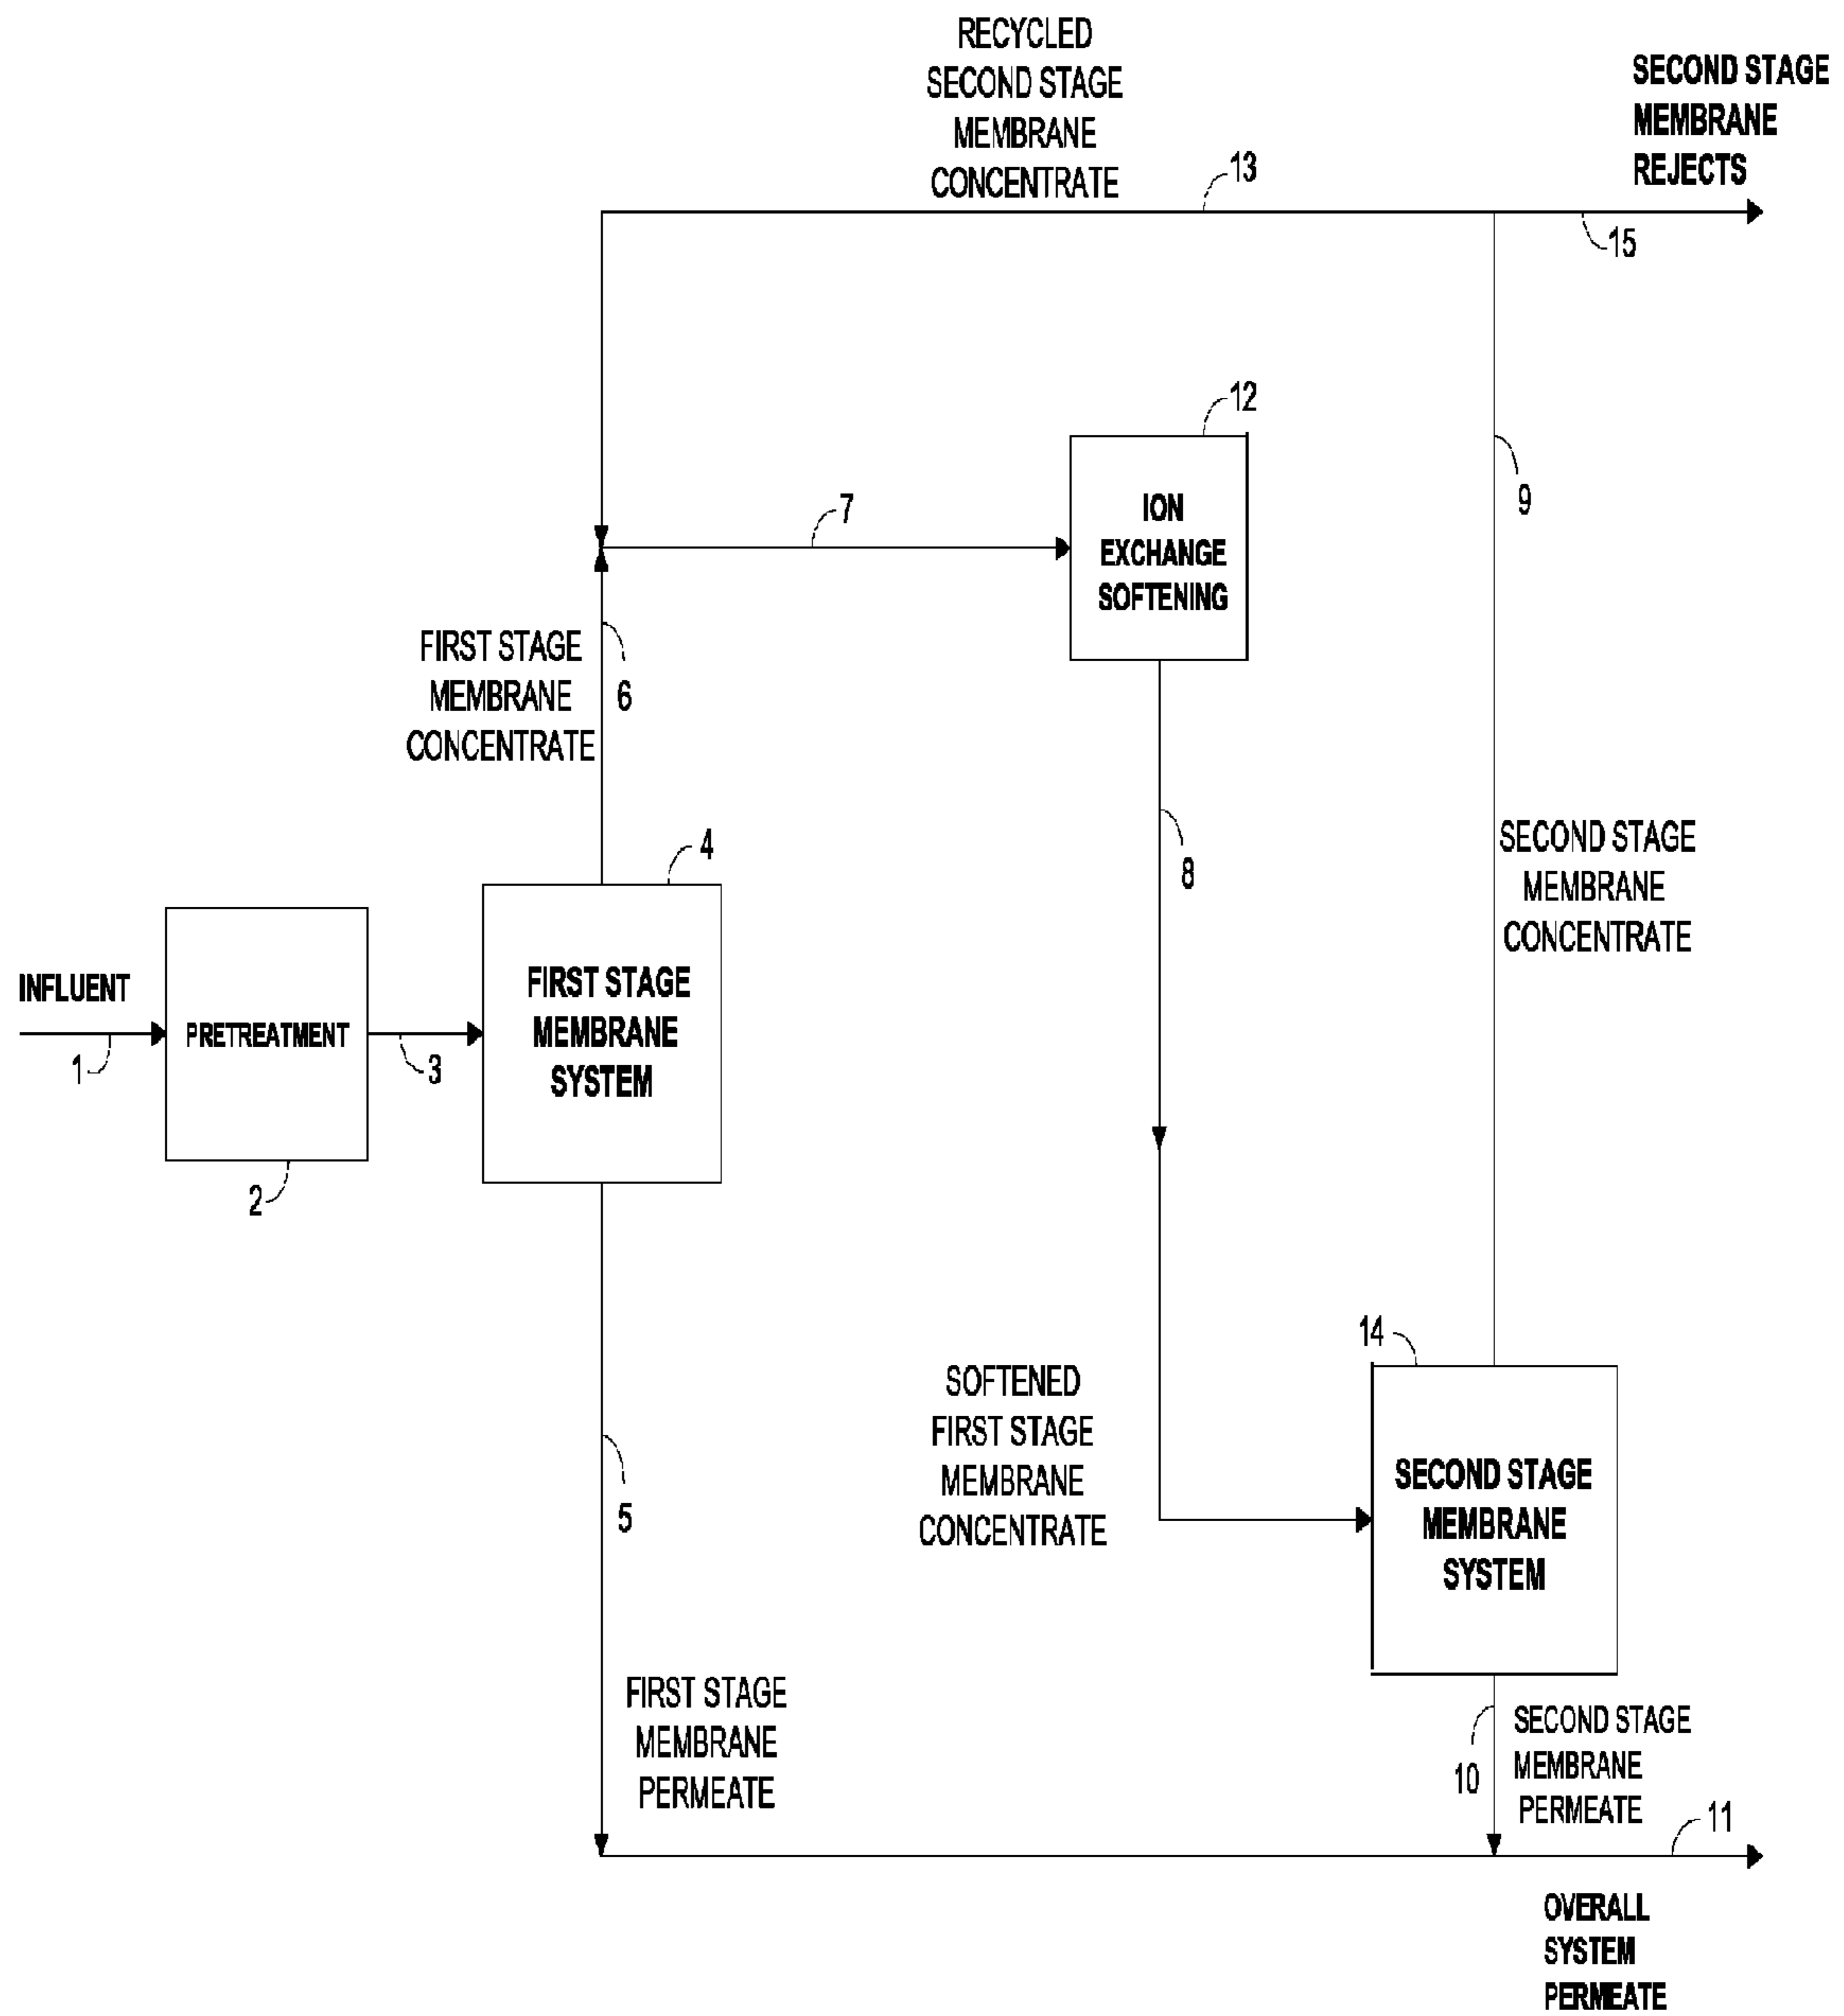 RECYCLED
SECOND STAGE
MEMBRANE
CONCENTRATE
13
SECOND STAGE
MEMBRANE
REJECTS
15
12
ION
EXCHANGE
SOFTENING
7
9
FIRST STAGE
MEMBRANE
CONCENTRATE
6
4
8
SECOND STAGE
MEMBRANE
CONCENTRATE
INFLUENT
1
PRETREATMENT
2
3
FIRST STAGE
MEMBRANE
SYSTEM
14
SOFTENED
FIRST STAGE
MEMBRANE
CONCENTRATE
SECOND STAGE
MEMBRANE
SYSTEM
5
FIRST STAGE
MEMBRANE
PERMEATE
10
SECOND STAGE
MEMBRANE
PERMEATE
11
OVERALL
SYSTEM
PERMEATE